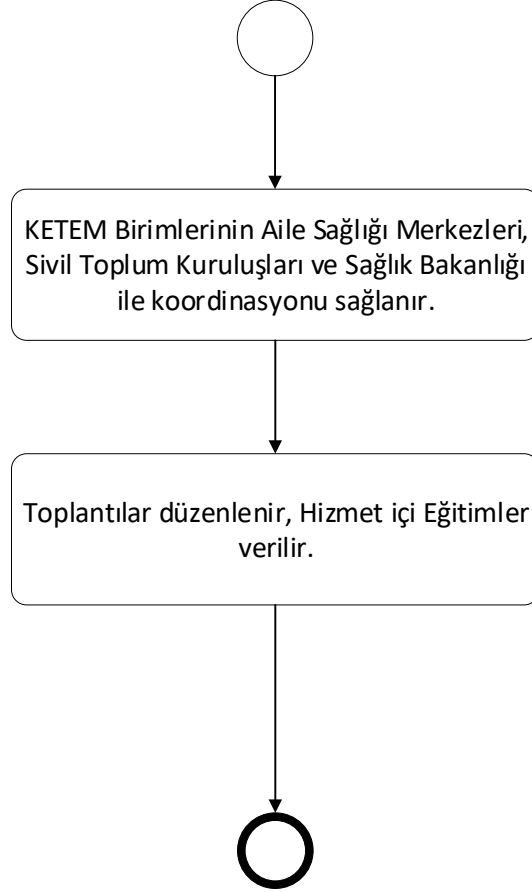 KETEM Birimlerinin Aile Sağlığı Merkezleri,
Sivil Toplum Kuruluşları ve Sağlık Bakanlığı
ile koordinasyonu sağlanır.
Toplantılar düzenlenir, Hizmet içi Eğitimler
verilir.